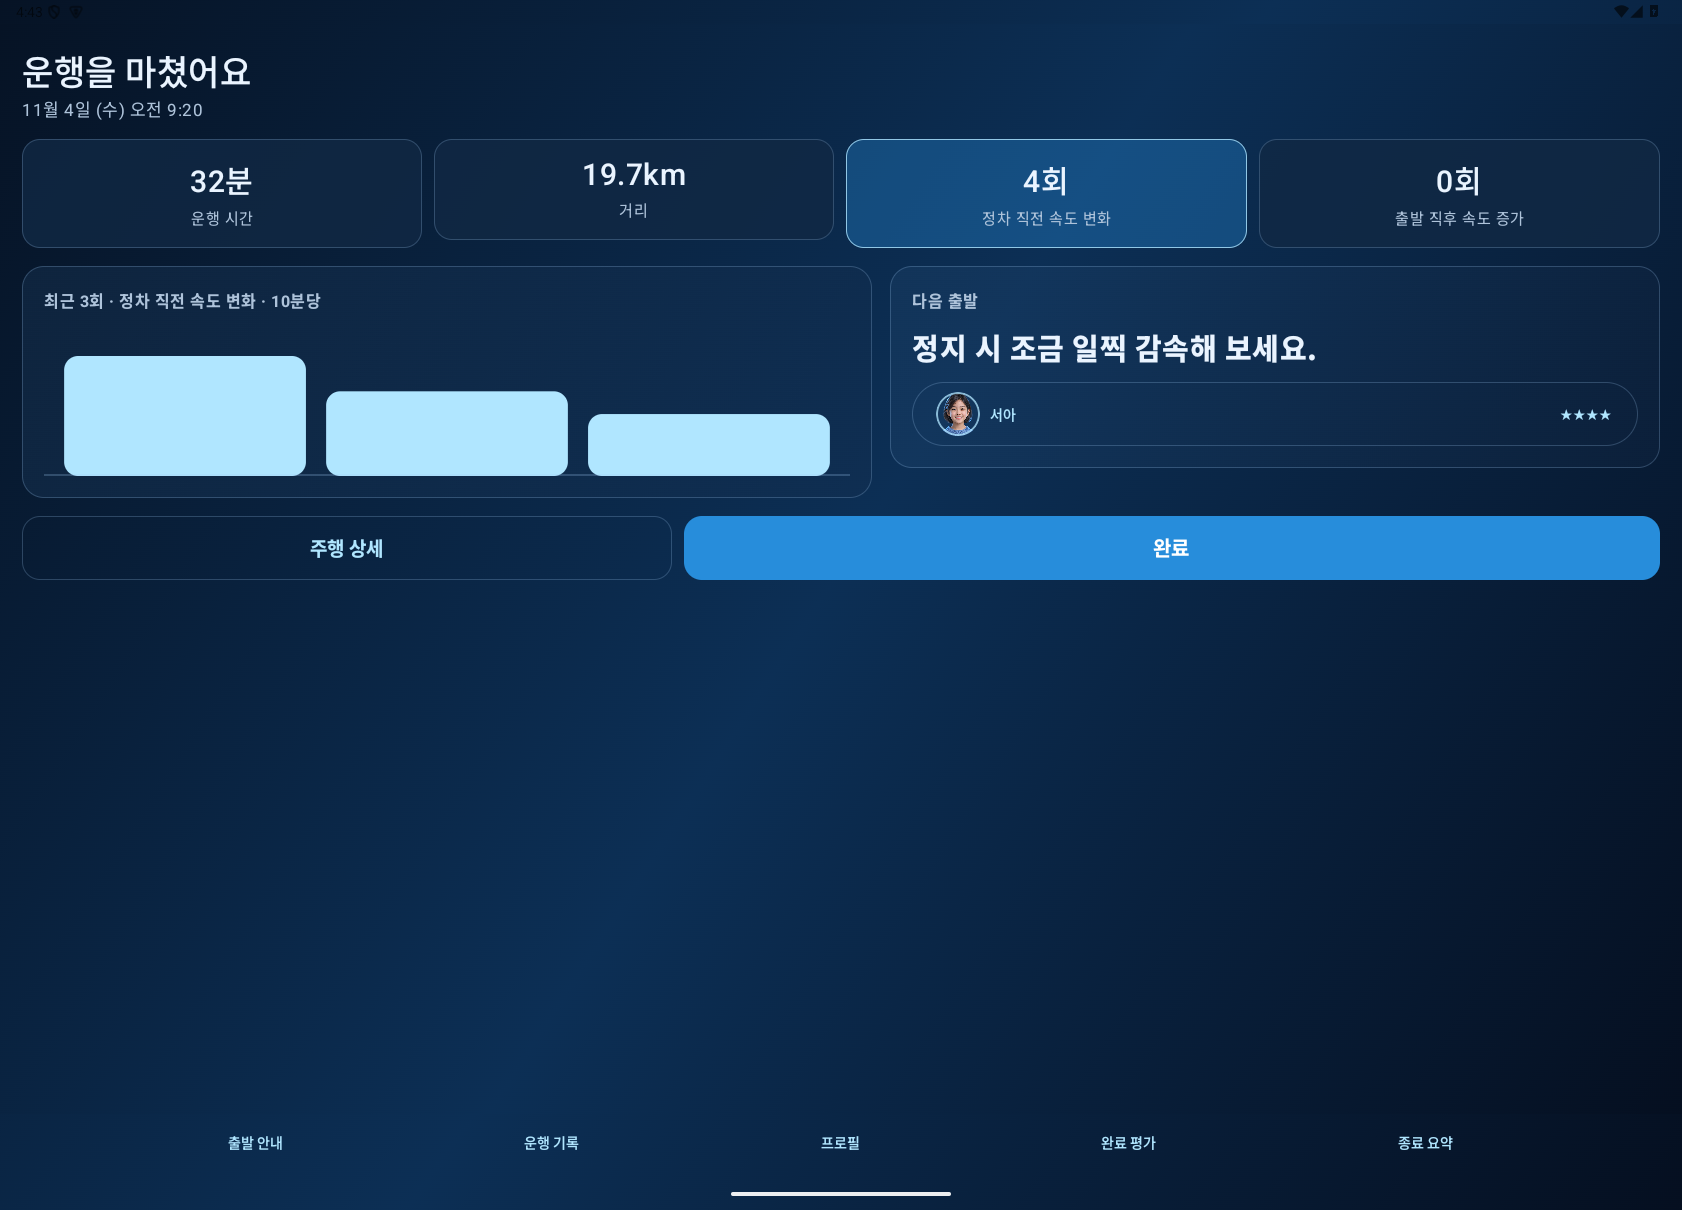 4:43
운행을 마쳤어요
11월 4일 (수) 오전 9:20
32분
운행 시간
19.7km
거리
4회
정차 직전 속도 변화
0회
출발 직후 속도 증가
최근 3회 · 정차 직전 속도 변화 · 10분당
다음 출발
정지 시 조금 일찍 감속해 보세요.
서아
★★★★
주행 상세
완료
출발 안내
운행 기록
프로필
완료 평가
종료 요약